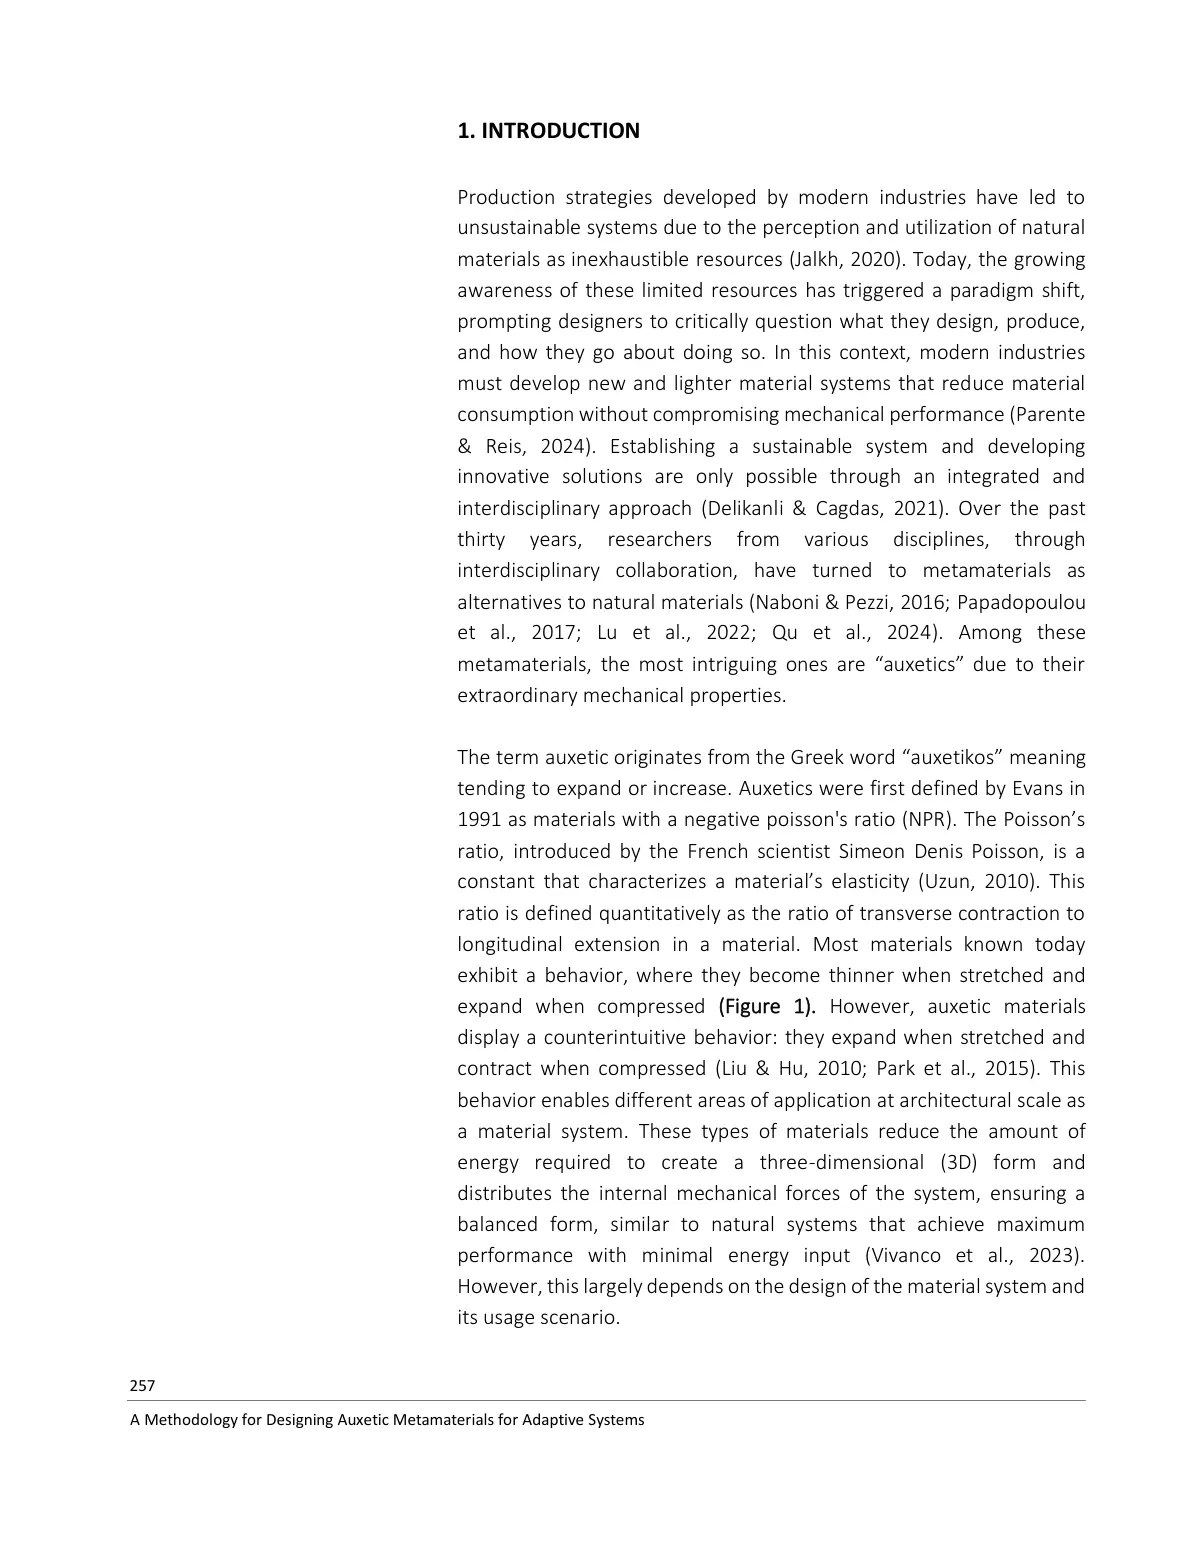 1. INTRODUCTION
Production strategies developed by modern industries have led to
unsustainable systems due to the perception and utilization of natural
materials as inexhaustible resources (Jalkh, 2020). Today, the growing
awareness of these limited resources has triggered a paradigm shift,
prompting designers to critically question what they design, produce,
and how they go about doing so. In this context, modern industries
must develop new and lighter material systems that reduce material
consumption without compromising mechanical performance (Parente
& Reis, 2024). Establishing a sustainable system and developing
innovative solutions are only possible through an integrated and
interdisciplinary approach (Delikanli & Cagdas, 2021). Over the past
thirty years, researchers from various disciplines, through
interdisciplinary collaboration, have turned to metamaterials as
alternatives to natural materials (Naboni & Pezzi, 2016; Papadopoulou
et al., 2017; Lu et al., 2022; Qu et al., 2024). Among these
metamaterials, the most intriguing ones are “auxetics” due to their
extraordinary mechanical properties.
The term auxetic originates from the Greek word “auxetikos” meaning
tending to expand or increase. Auxetics were first defined by Evans in
1991 as materials with a negative poisson's ratio (NPR). The Poisson’s
ratio, introduced by the French scientist Simeon Denis Poisson, is a
constant that characterizes a material’s elasticity (Uzun, 2010). This
ratio is defined quantitatively as the ratio of transverse contraction to
longitudinal extension in a material. Most materials known today
exhibit a behavior, where they become thinner when stretched and
expand when compressed (Figure 1). However, auxetic materials
display a counterintuitive behavior: they expand when stretched and
contract when compressed (Liu & Hu, 2010; Park et al., 2015). This
behavior enables different areas of application at architectural scale as
a material system. These types of materials reduce the amount of
energy required to create a three-dimensional (3D) form and
distributes the internal mechanical forces of the system, ensuring a
balanced form, similar to natural systems that achieve maximum
performance with minimal energy input (Vivanco et al., 2023).
However, this largely depends on the design of the material system and
its usage scenario.
257
A Methodology for Designing Auxetic Metamaterials for Adaptive Systems